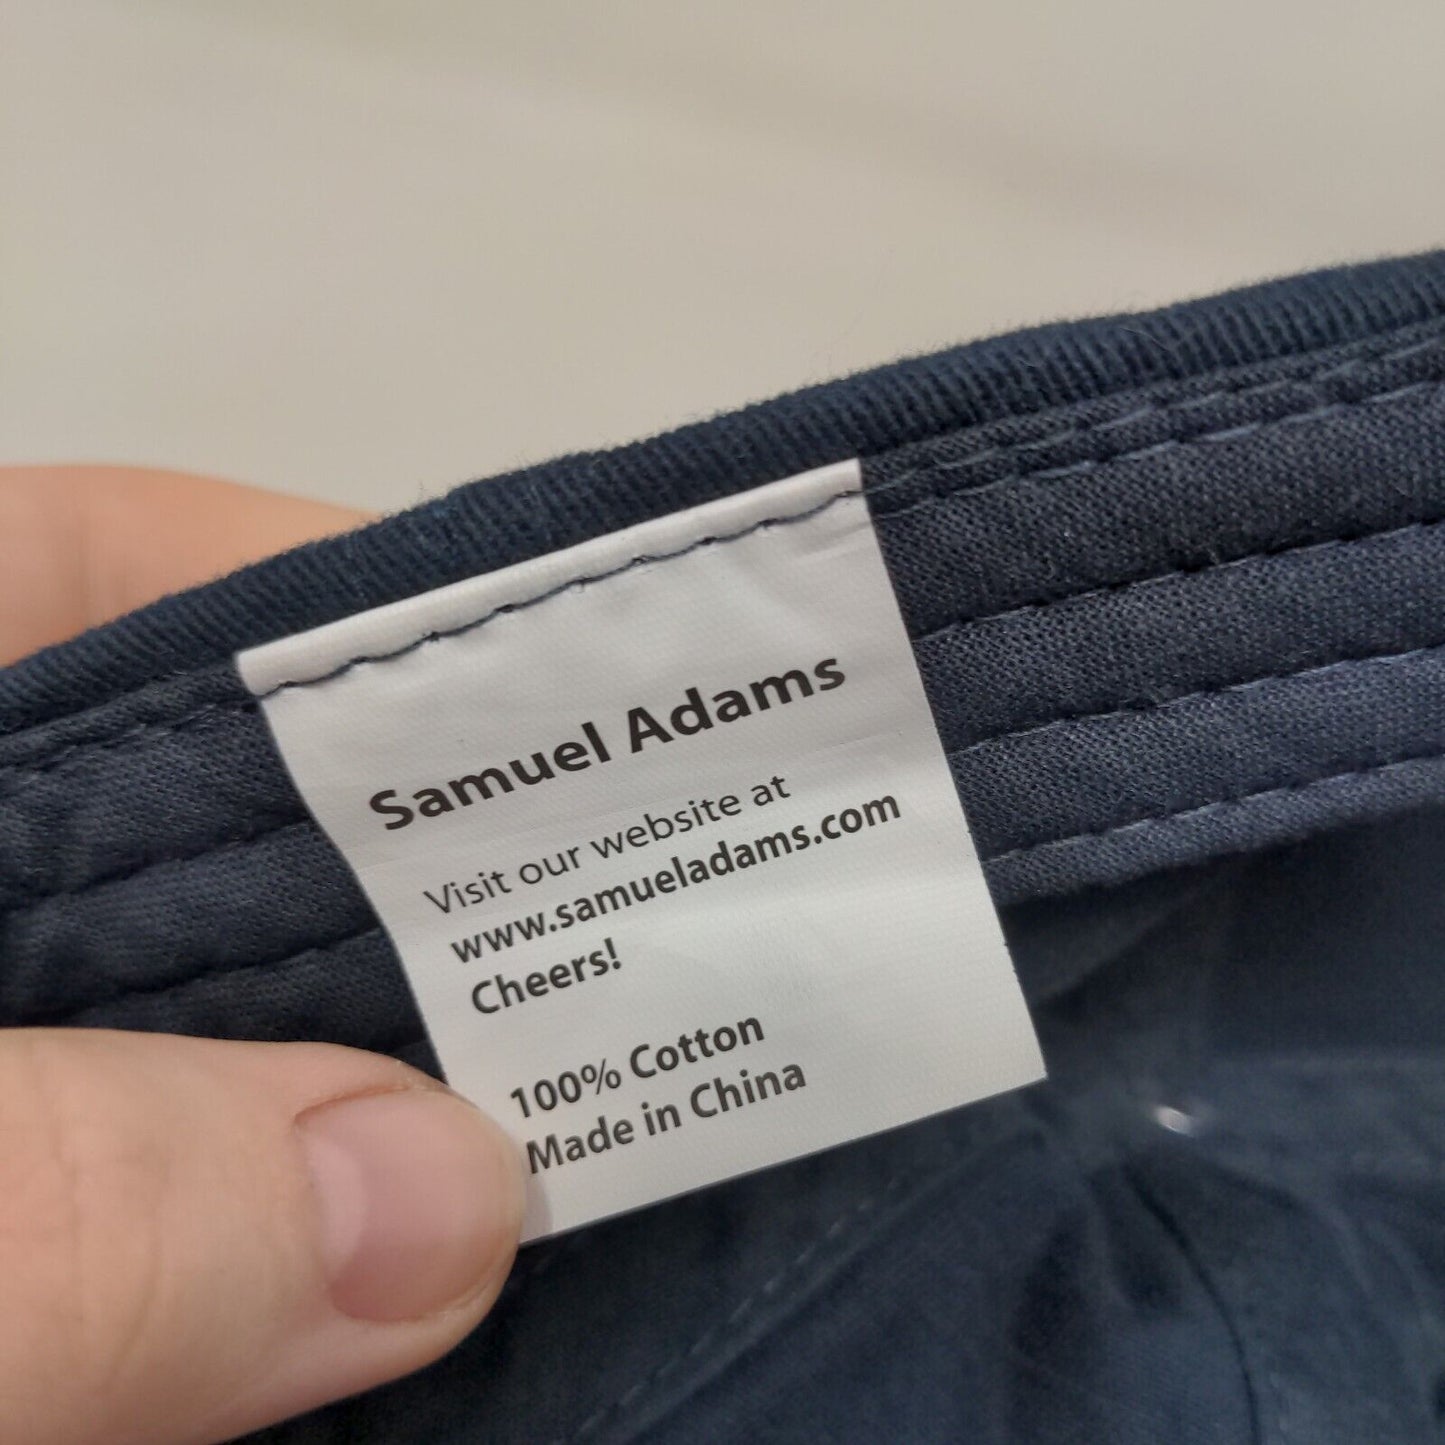 Samuel Adams
Visit our website at
www.samueladams.com
Cheers!
100% Cotton
Made in China